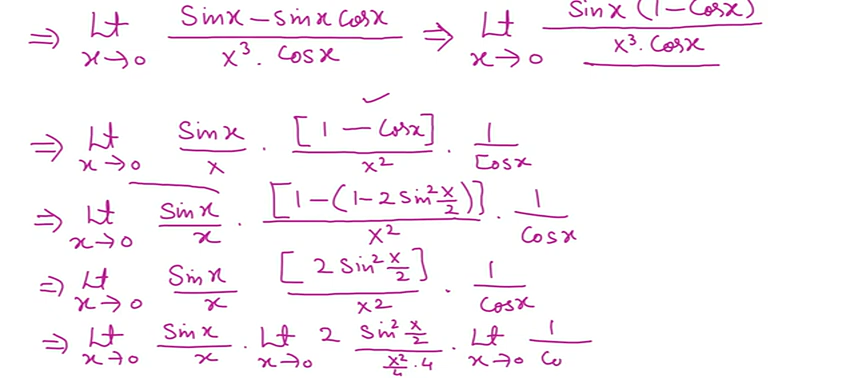 ⇒ Lt x→0 (Sinx − sinx Cosx)/(x³ . Cosx) ⇒ Lt x→0 Sinx (1 − Cosx)/(x³ . Cosx)
⇒ Lt x→0 Sinx/x . [1 − Cosx]/x² . 1/Cosx
⇒ Lt x→0 Sinx/x . [1 − (1 − 2 Sin² x/2)]/x² . 1/Cosx
⇒ Lt x→0 Sinx/x [2 Sin² x/2]/x² . 1/Cosx
⇒ Lt x→0 Sinx/x . Lt x→0 2 Sin² x/2/(x²/4 . 4) . Lt x→0 1/Co